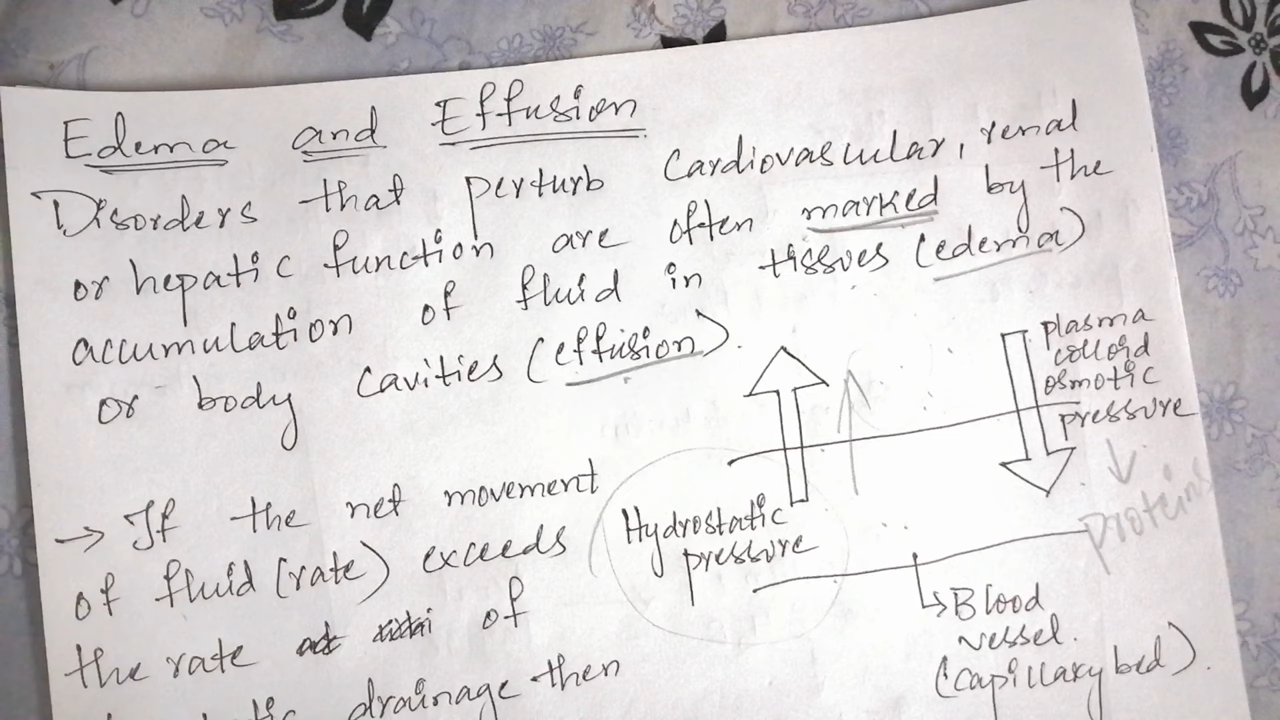 Edema and Effusion
Disorders that perturb Cardiovascular, renal
or hepatic function are often marked by the
accumulation of fluid in tissues (edema)
or body cavities (effusion).
→ If the net movement
of fluid (rate) exceeds
the rate of
drainage then
Hydrostatic
pressure
plasma
colloid
osmotic
pressure
↓
proteins
↳ Blood
vessel.
(capillary bed).